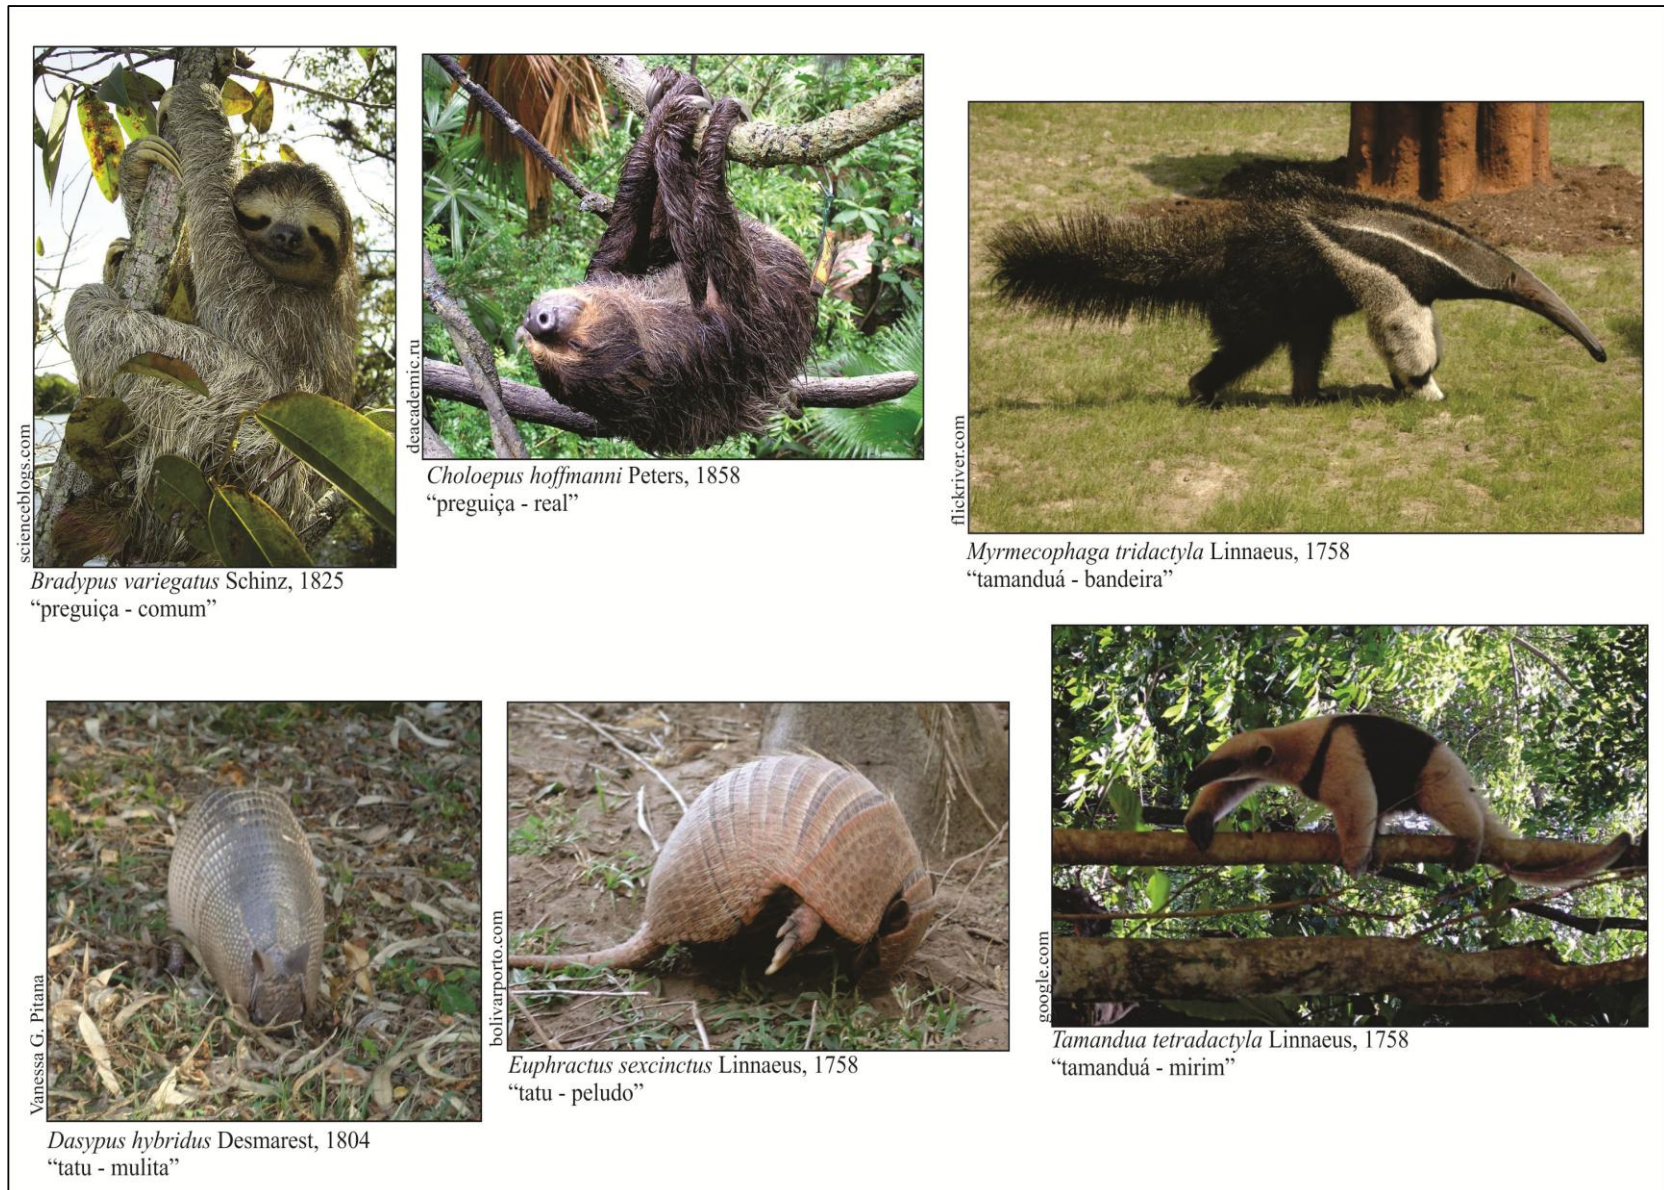 scienceblogs.com
Bradypus variegatus Schinz, 1825
“preguiça - comum”
deacademic.ru
Choloepus hoffmanni Peters, 1858
“preguiça - real”
flickriver.com
Myrmecophaga tridactyla Linnaeus, 1758
“tamanduá - bandeira”
Vanessa G. Pitana
Dasypus hybridus Desmarest, 1804
“tatu - mulita”
bolivarporto.com
Euphractus sexcinctus Linnaeus, 1758
“tatu - peludo”
google.com
Tamandua tetradactyla Linnaeus, 1758
“tamanduá - mirim”